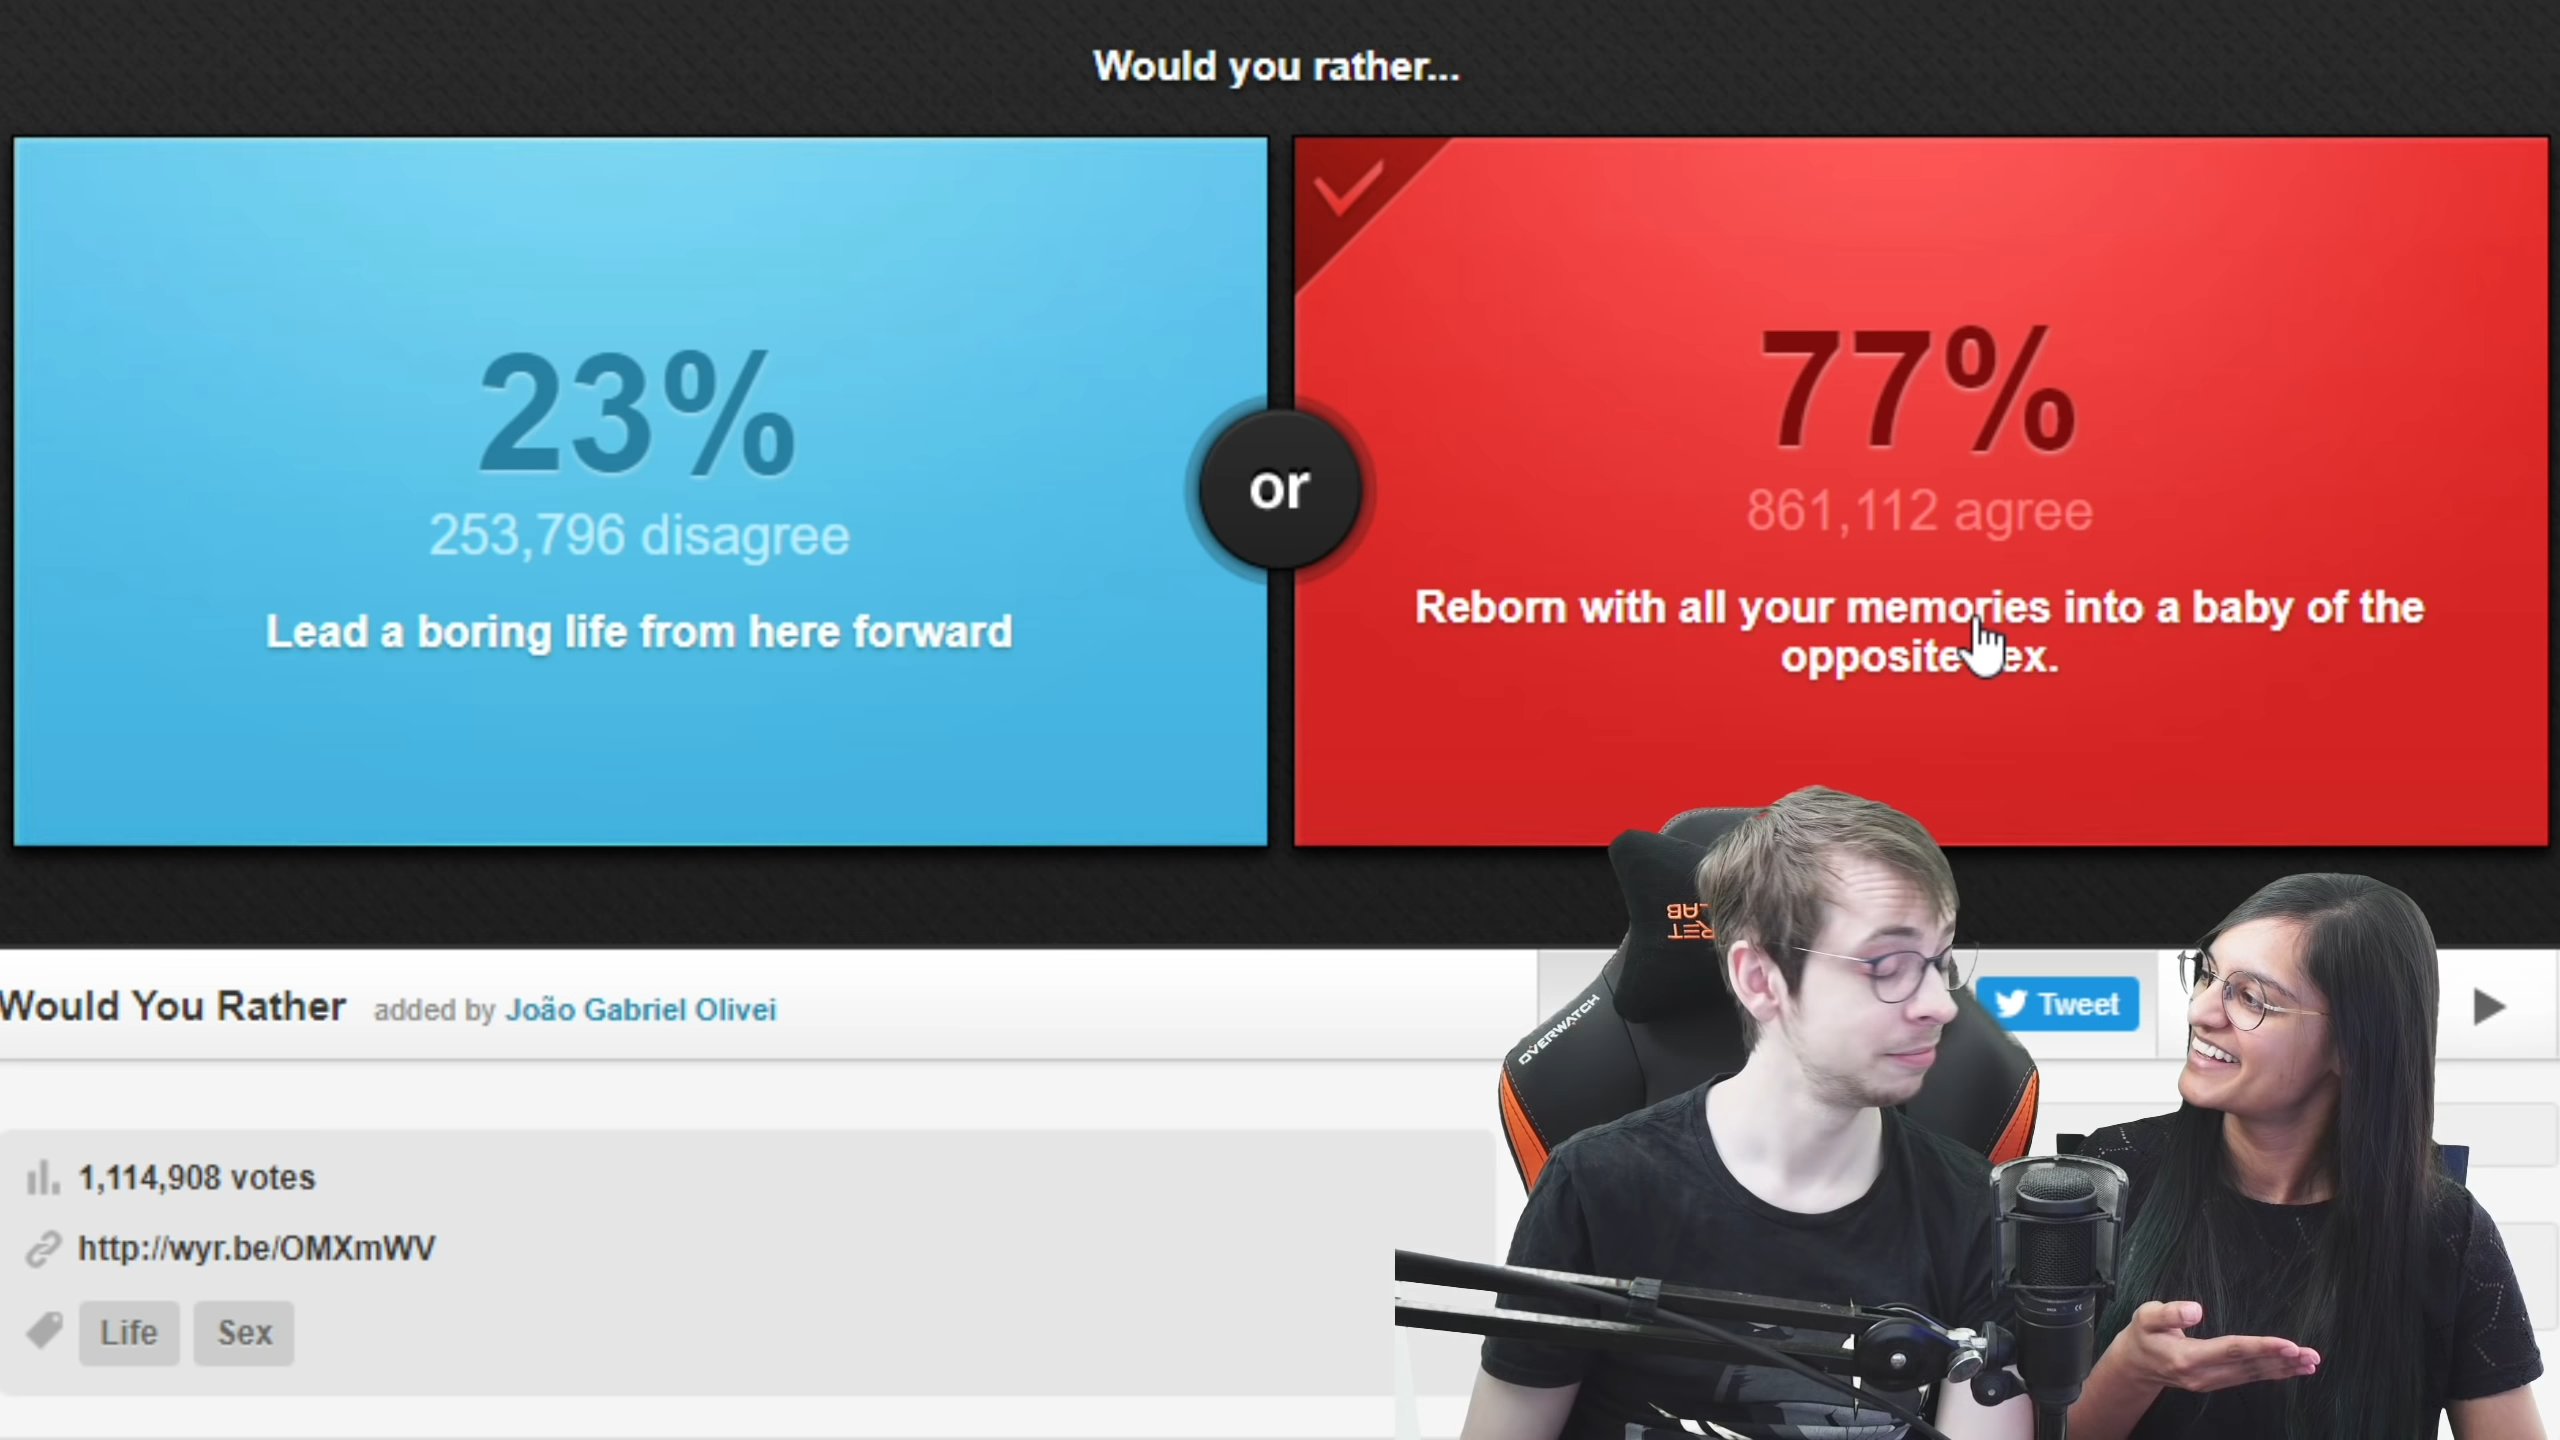 Would you rather...
23%
253,796 disagree
Lead a boring life from here forward
or
77%
861,112 agree
Reborn with all your memories into a baby of the
opposite
Would You Rather added by João Gabriel Olivei
Tweet
1,114,908 votes
http://wyr.be/OMXmWV
Life
Sex
OVERWATCH